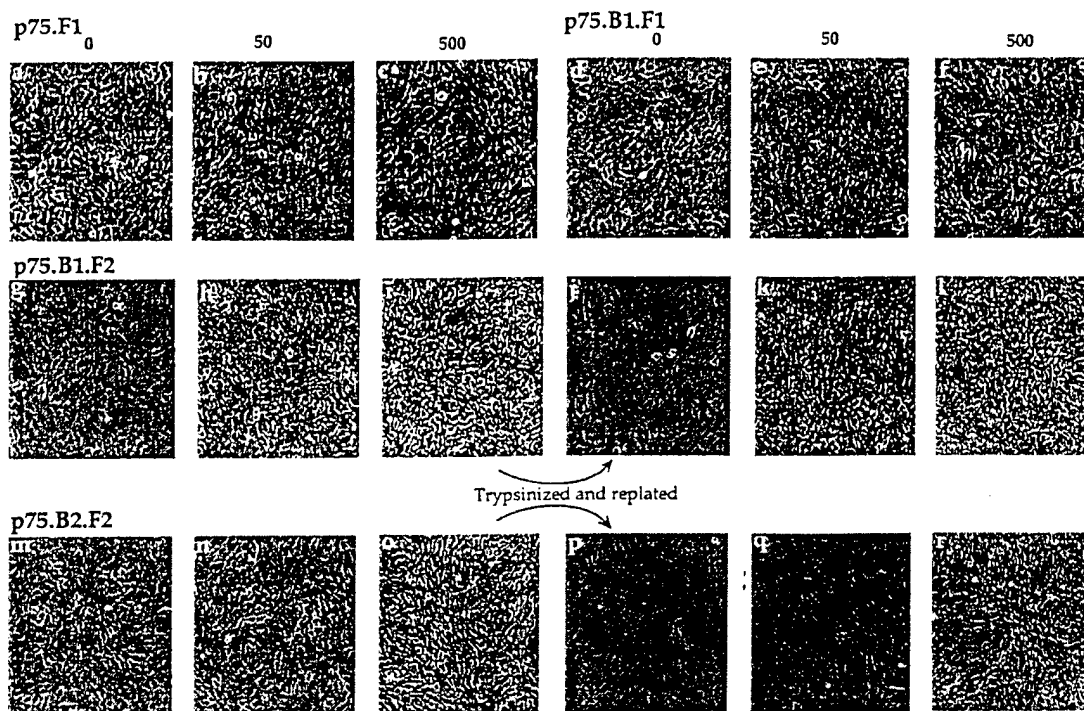 p75.F1 p75.B1.F1
0 50 500 0 50 500
a b c d e f
p75.B1.F2
g h i j k l
Trypsinized and replated
p75.B2.F2
m n o p q r